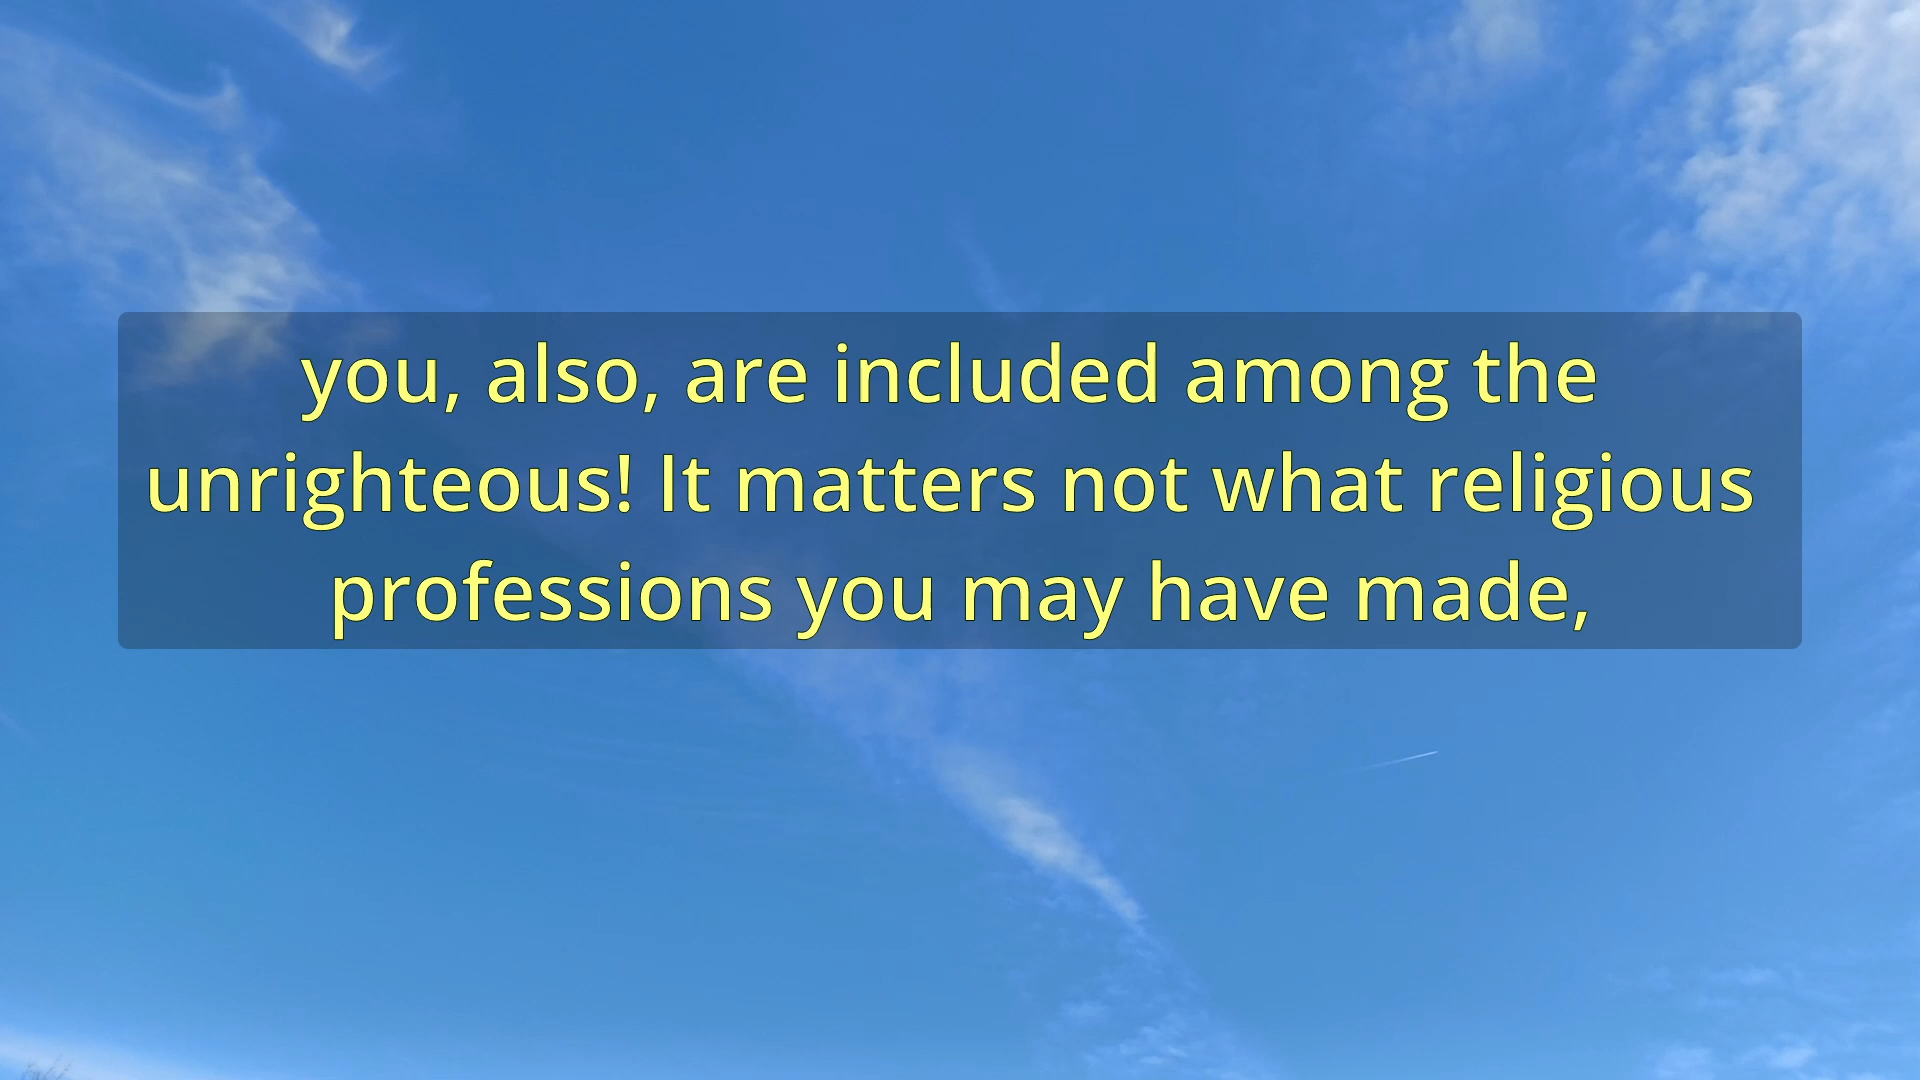 you, also, are included among the
unrighteous! It matters not what religious
professions you may have made,